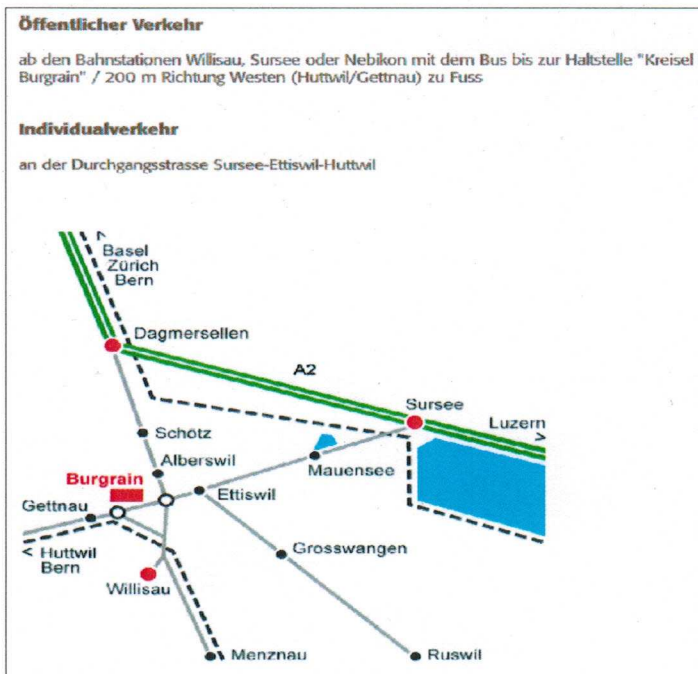 Öffentlicher Verkehr
ab den Bahnstationen Willisau, Sursee oder Nebikon mit dem Bus bis zur Haltstelle "Kreisel
Burgrain" / 200 m Richtung Westen (Huttwil/Gettnau) zu Fuss
Individualverkehr
an der Durchgangsstrasse Sursee-Ettiswil-Huttwil
<
Basel
Zürich
Bern
Dagmersellen
A2
Sursee
Luzern
>
Schötz
Alberswil
Mauensee
Burgrain
Ettiswil
Gettnau
< Huttwil
Bern
Grosswangen
Willisau
Menznau
Ruswil